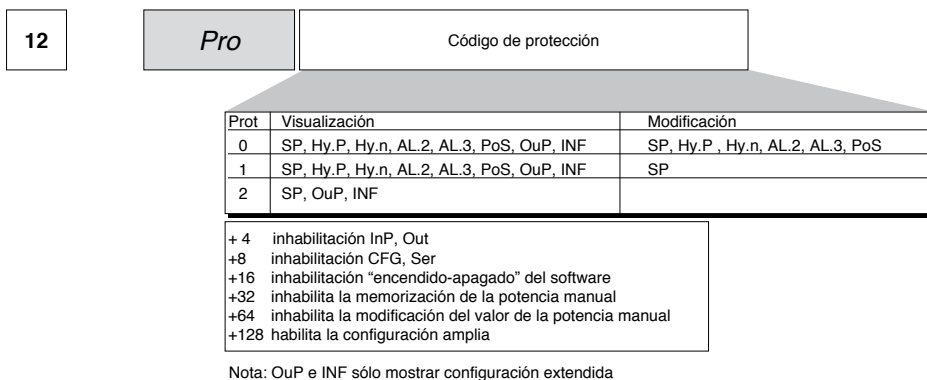 12 Pro Código de protección
Prot Visualización Modificación
0 SP, Hy.P, Hy.n, AL.2, AL.3, PoS, OuP, INF SP, Hy.P , Hy.n, AL.2, AL.3, PoS
1 SP, Hy.P, Hy.n, AL.2, AL.3, PoS, OuP, INF SP
2 SP, OuP, INF
+ 4 inhabilitación InP, Out
+8 inhabilitación CFG, Ser
+16 inhabilitación “encendido-apagado” del software
+32 inhabilita la memorización de la potencia manual
+64 inhabilita la modificación del valor de la potencia manual
+128 habilita la configuración amplia
Nota: OuP e INF sólo mostrar configuración extendida